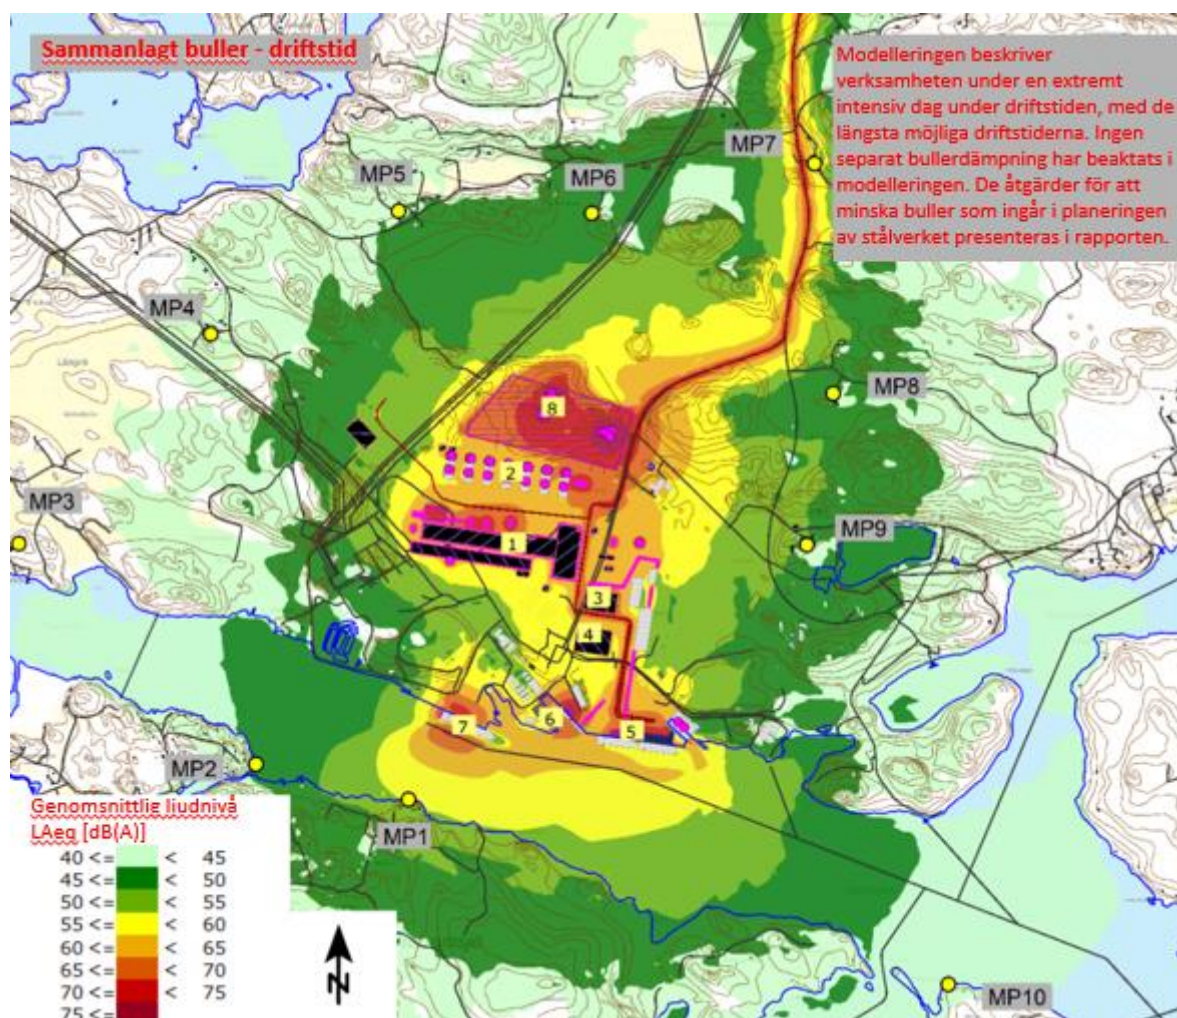 Sammanlagt buller - driftstid
Modelleringen beskriver
verksamheten under en extremt
intensiv dag under driftstiden, med de
längsta möjliga driftstiderna. Ingen
separat bullerdämpning har beaktats i
modelleringen. De åtgärder för att
minska buller som ingår i planeringen
av stålverket presenteras i rapporten.
MP7
MP5
MP6
MP4
MP8
8
2
MP3
1
MP9
3
4
7
6
5
MP2
MP1
MP10
Genomsnittlig ljudnivå
LAeq [dB(A)]
40 <= < 45
45 <= < 50
50 <= < 55
55 <= < 60
60 <= < 65
65 <= < 70
70 <= < 75
75 <=
N